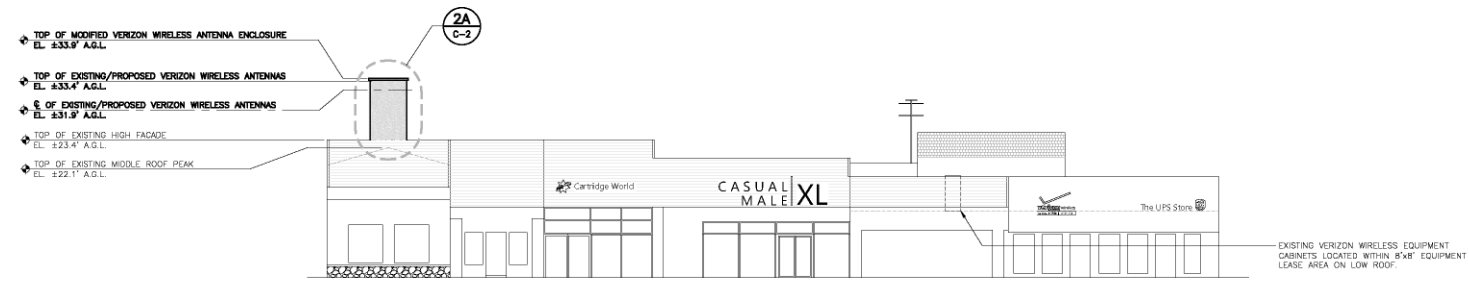 2A
C-2
TOP OF MODIFIED VERIZON WIRELESS ANTENNA ENCLOSURE
EL. ±33.9' A.G.L.
TOP OF EXISTING/PROPOSED VERIZON WIRELESS ANTENNAS
EL. ±33.4' A.G.L.
℄ OF EXISTING/PROPOSED VERIZON WIRELESS ANTENNAS
EL. ±31.9' A.G.L.
TOP OF EXISTING HIGH FACADE
EL. ±23.4' A.G.L.
TOP OF EXISTING MIDDLE ROOF PEAK
EL. ±22.1' A.G.L.
Cartridge World
CASUAL
MALE
XL
The UPS Store
EXISTING VERIZON WIRELESS EQUIPMENT
CABINETS LOCATED WITHIN 8'x8' EQUIPMENT
LEASE AREA ON LOW ROOF.